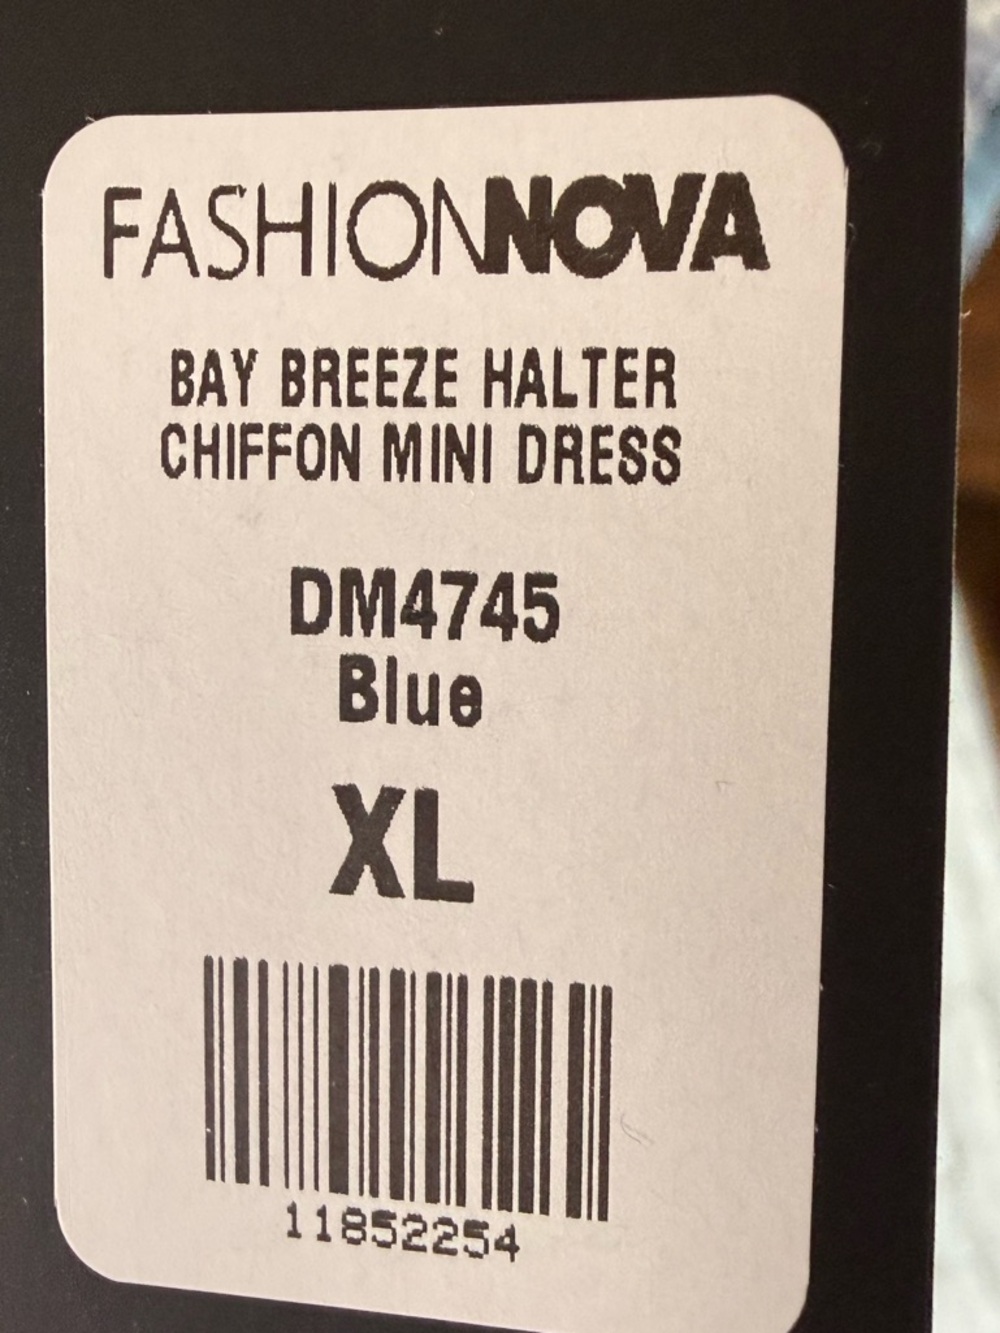 FASHIONNOVA
BAY BREEZE HALTER
CHIFFON MINI DRESS
DM4745
Blue
XL
11852254